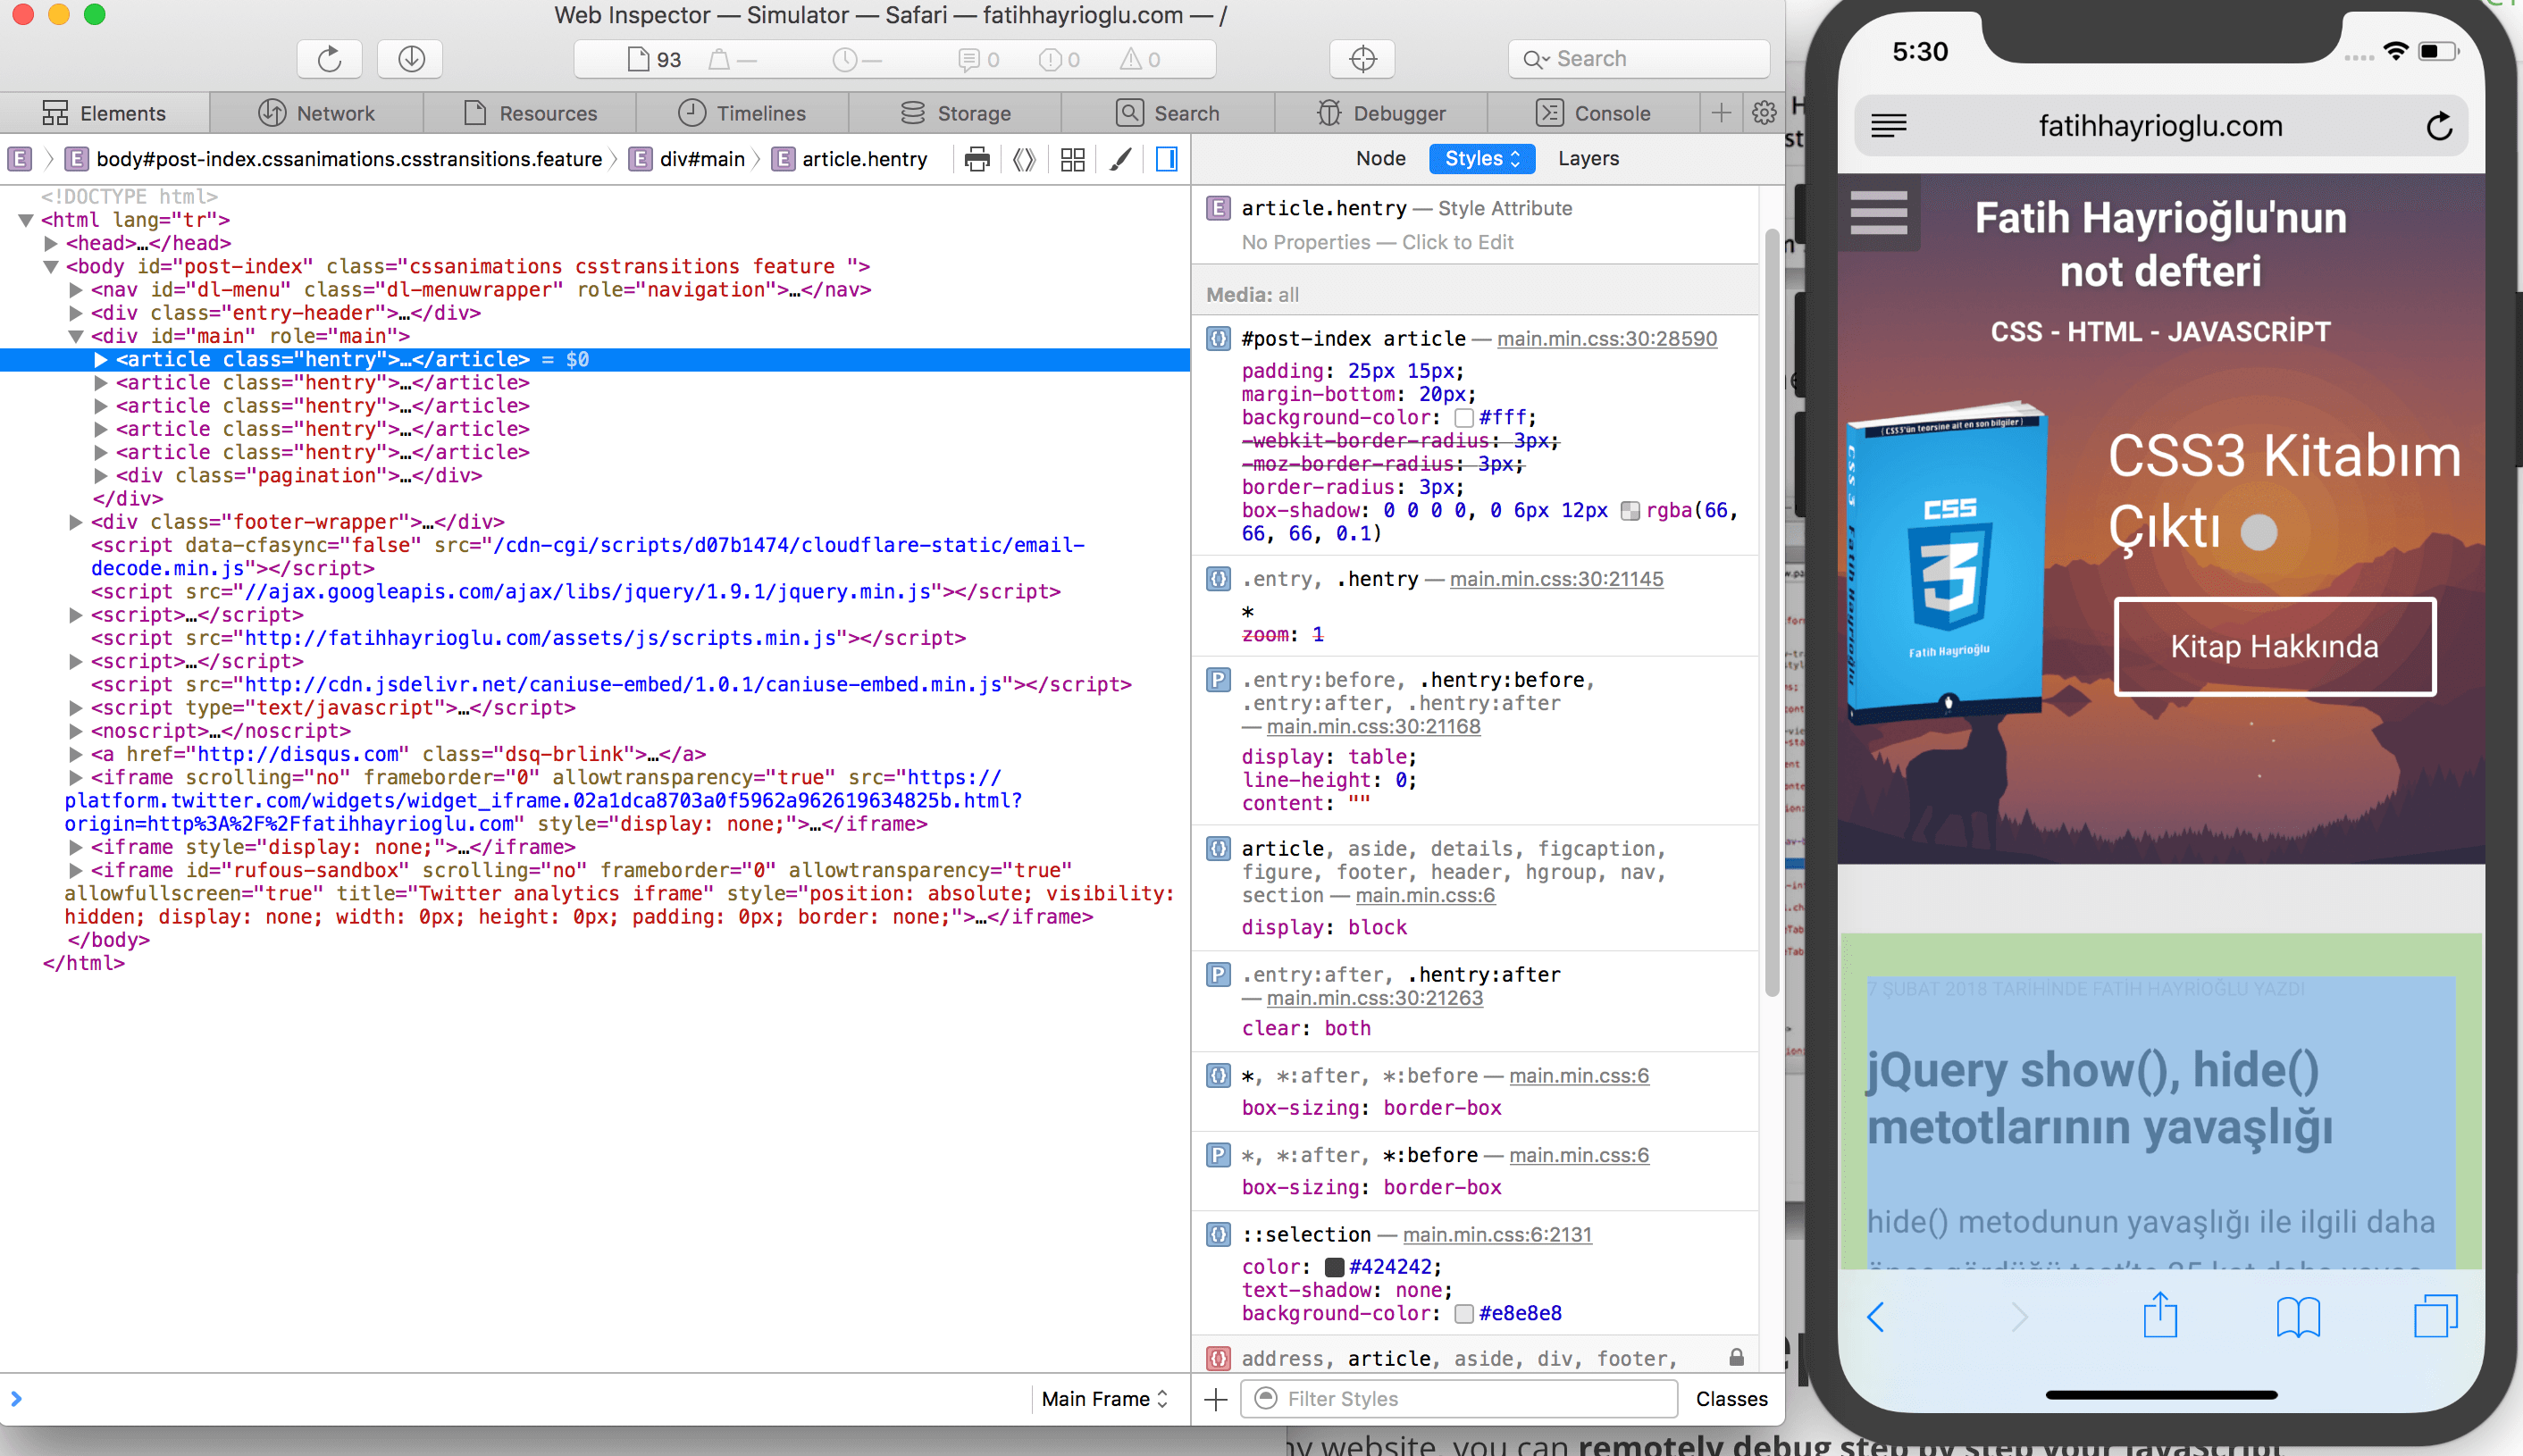 Web Inspector — Simulator — Safari — fatihhayrioglu.com — /
93 — — 0 0 0
Search
Elements Network Resources Timelines Storage Search Debugger Console
E E body#post-index.cssanimations.csstransitions.feature E div#main E article.hentry
Node Styles Layers
<!DOCTYPE html>
<html lang="tr">
<head>…</head>
<body id="post-index" class="cssanimations csstransitions feature ">
<nav id="dl-menu" class="dl-menuwrapper" role="navigation">…</nav>
<div class="entry-header">…</div>
<div id="main" role="main">
<article class="hentry">…</article> = $0
<article class="hentry">…</article>
<article class="hentry">…</article>
<article class="hentry">…</article>
<article class="hentry">…</article>
<div class="pagination">…</div>
</div>
<div class="footer-wrapper">…</div>
<script data-cfasync="false" src="/cdn-cgi/scripts/d07b1474/cloudflare-static/email-
decode.min.js"></script>
<script src="//ajax.googleapis.com/ajax/libs/jquery/1.9.1/jquery.min.js"></script>
<script>…</script>
<script src="http://fatihhayrioglu.com/assets/js/scripts.min.js"></script>
<script>…</script>
<script src="http://cdn.jsdelivr.net/caniuse-embed/1.0.1/caniuse-embed.min.js"></script>
<script type="text/javascript">…</script>
<noscript>…</noscript>
<a href="http://disqus.com" class="dsq-brlink">…</a>
<iframe scrolling="no" frameborder="0" allowtransparency="true" src="https://
platform.twitter.com/widgets/widget_iframe.02a1dca8703a0f5962a962619634825b.html?
origin=http%3A%2F%2Ffatihhayrioglu.com" style="display: none;">…</iframe>
<iframe style="display: none;">…</iframe>
<iframe id="rufous-sandbox" scrolling="no" frameborder="0" allowtransparency="true"
allowfullscreen="true" title="Twitter analytics iframe" style="position: absolute; visibility:
hidden; display: none; width: 0px; height: 0px; padding: 0px; border: none;">…</iframe>
</body>
</html>
Main Frame
E article.hentry — Style Attribute
No Properties — Click to Edit
Media: all
#post-index article — main.min.css:30:28590
padding: 25px 15px;
margin-bottom: 20px;
background-color: #fff;
-webkit-border-radius: 3px;
-moz-border-radius: 3px;
border-radius: 3px;
box-shadow: 0 0 0 0, 0 6px 12px rgba(66,
66, 66, 0.1)
.entry, .hentry — main.min.css:30:21145
*
zoom: 1
P .entry:before, .hentry:before,
.entry:after, .hentry:after
— main.min.css:30:21168
display: table;
line-height: 0;
content: ""
article, aside, details, figcaption,
figure, footer, header, hgroup, nav,
section — main.min.css:6
display: block
P .entry:after, .hentry:after
— main.min.css:30:21263
clear: both
*, *:after, *:before — main.min.css:6
box-sizing: border-box
P *, *:after, *:before — main.min.css:6
box-sizing: border-box
::selection — main.min.css:6:2131
color: #424242;
text-shadow: none;
background-color: #e8e8e8
address, article, aside, div, footer,
Filter Styles
Classes
5:30
fatihhayrioglu.com
Fatih Hayrioğlu'nun
not defteri
CSS - HTML - JAVASCRİPT
( CSS3'ün teorsine ait en son bilgiler )
CSS 3 Fatih Hayrioğlu
CSS
3
Fatih Hayrıoğlu
CSS3 Kitabım
Çıktı
Kitap Hakkında
7 ŞUBAT 2018 TARİHİNDE FATİH HAYRİOĞLU YAZDI
jQuery show(), hide()
metotlarının yavaşlığı
hide() metodunun yavaşlığı ile ilgili daha
website, you can remotely debug step by step your JavaScript